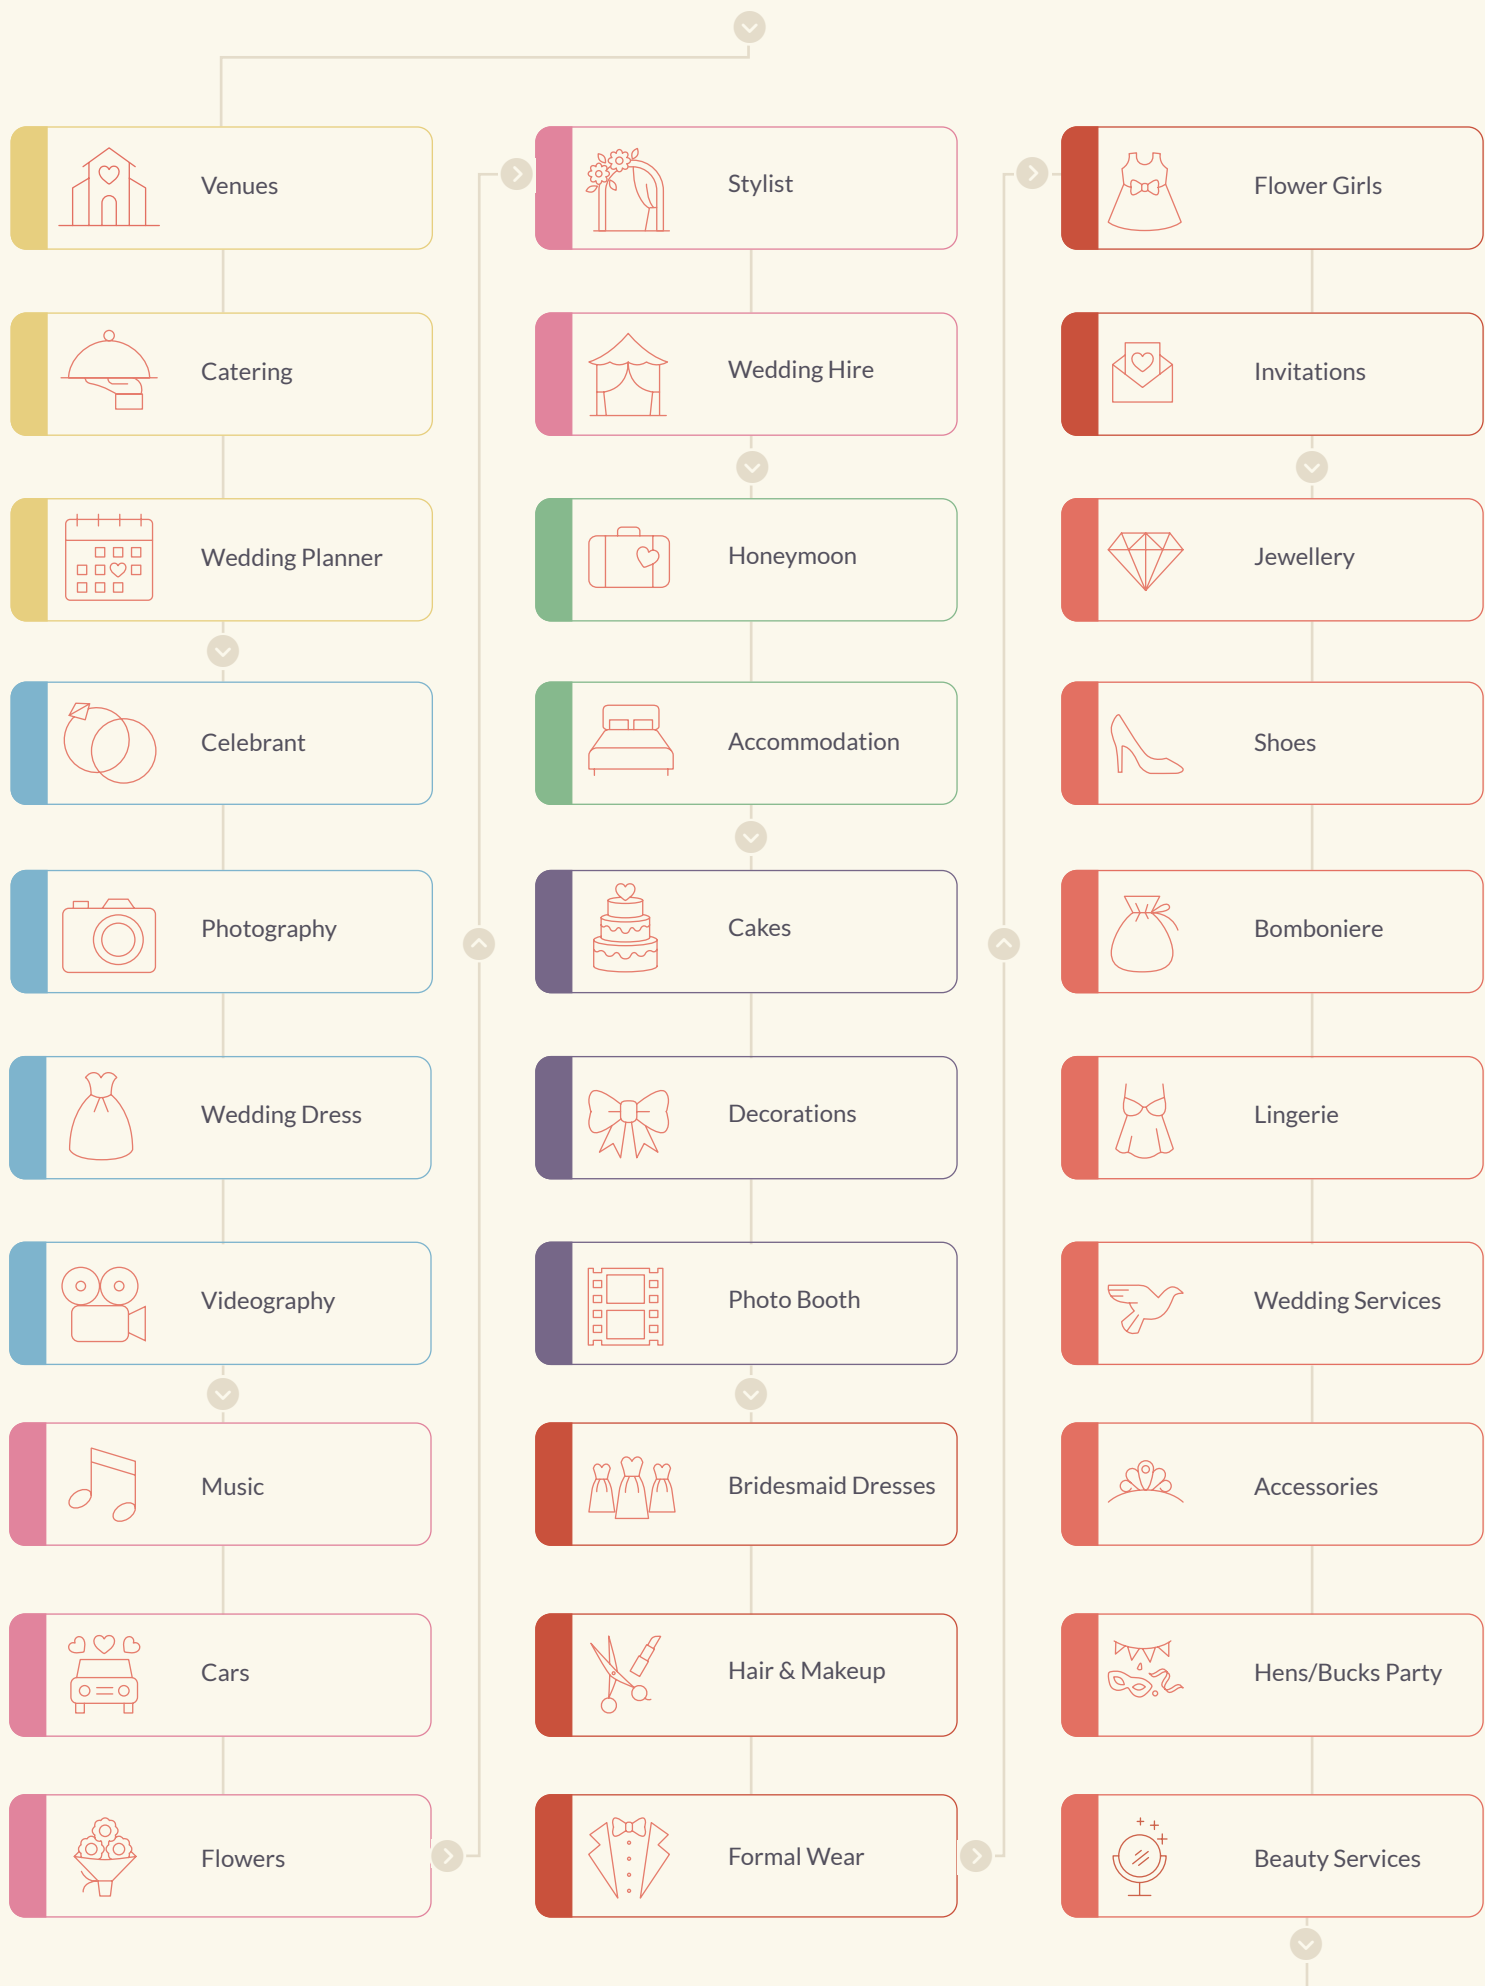 Venues
Catering
Wedding Planner
Celebrant
Photography
Wedding Dress
Videography
Music
Cars
Flowers
Stylist
Wedding Hire
Honeymoon
Accommodation
Cakes
Decorations
Photo Booth
Bridesmaid Dresses
Hair & Makeup
Formal Wear
Flower Girls
Invitations
Jewellery
Shoes
Bomboniere
Lingerie
Wedding Services
Accessories
Hens/Bucks Party
Beauty Services